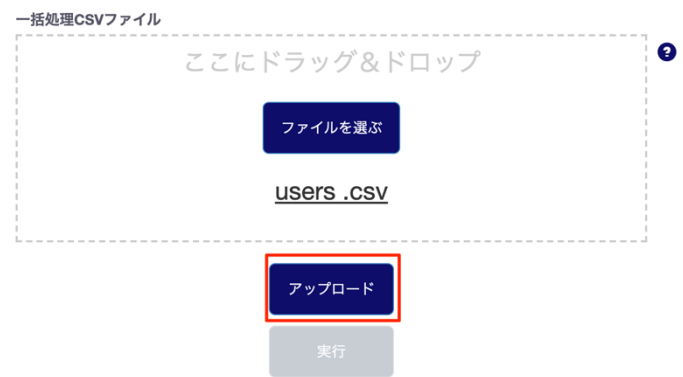 一括処理CSVファイル
ここにドラッグ＆ドロップ
?
ファイルを選ぶ
users .csv
アップロード
実行